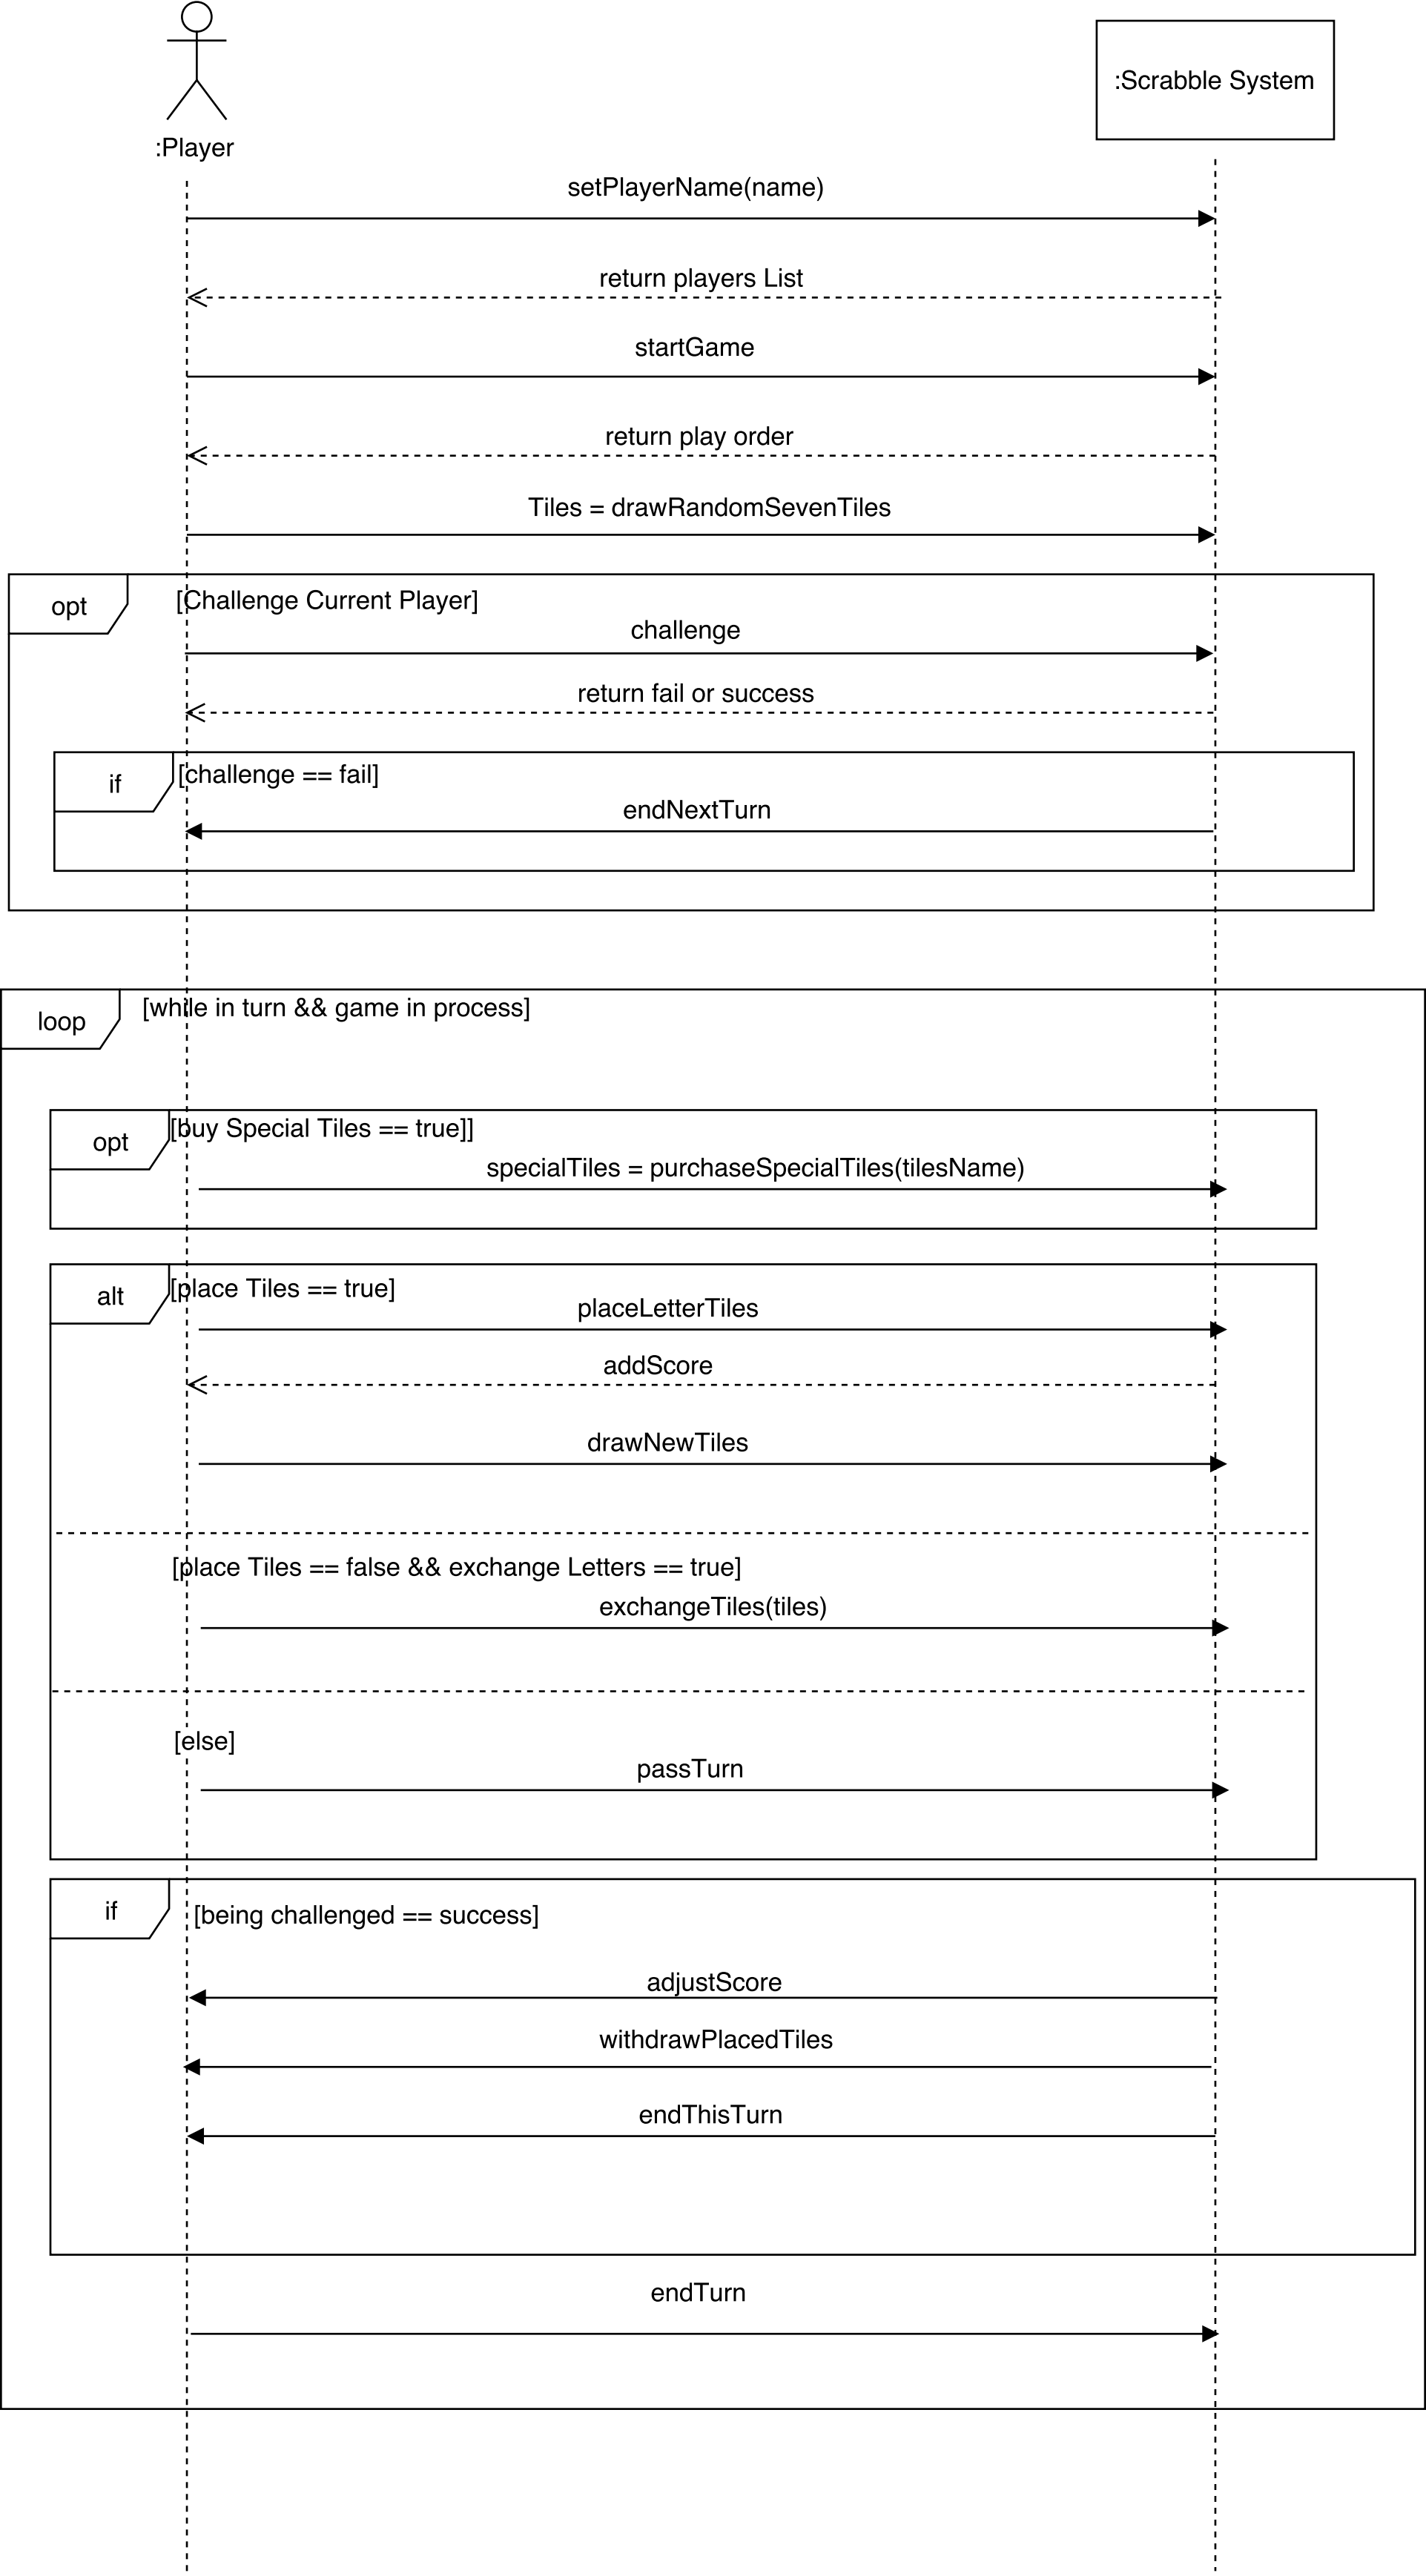 :Player
:Scrabble System
setPlayerName(name)
return players List
startGame
return play order
Tiles = drawRandomSevenTiles
opt
[Challenge Current Player]
challenge
return fail or success
if
[challenge == fail]
endNextTurn
loop
[while in turn && game in process]
opt
[buy Special Tiles == true]]
specialTiles = purchaseSpecialTiles(tilesName)
alt
[place Tiles == true]
placeLetterTiles
addScore
drawNewTiles
[place Tiles == false && exchange Letters == true]
exchangeTiles(tiles)
[else]
passTurn
if
[being challenged == success]
adjustScore
withdrawPlacedTiles
endThisTurn
endTurn